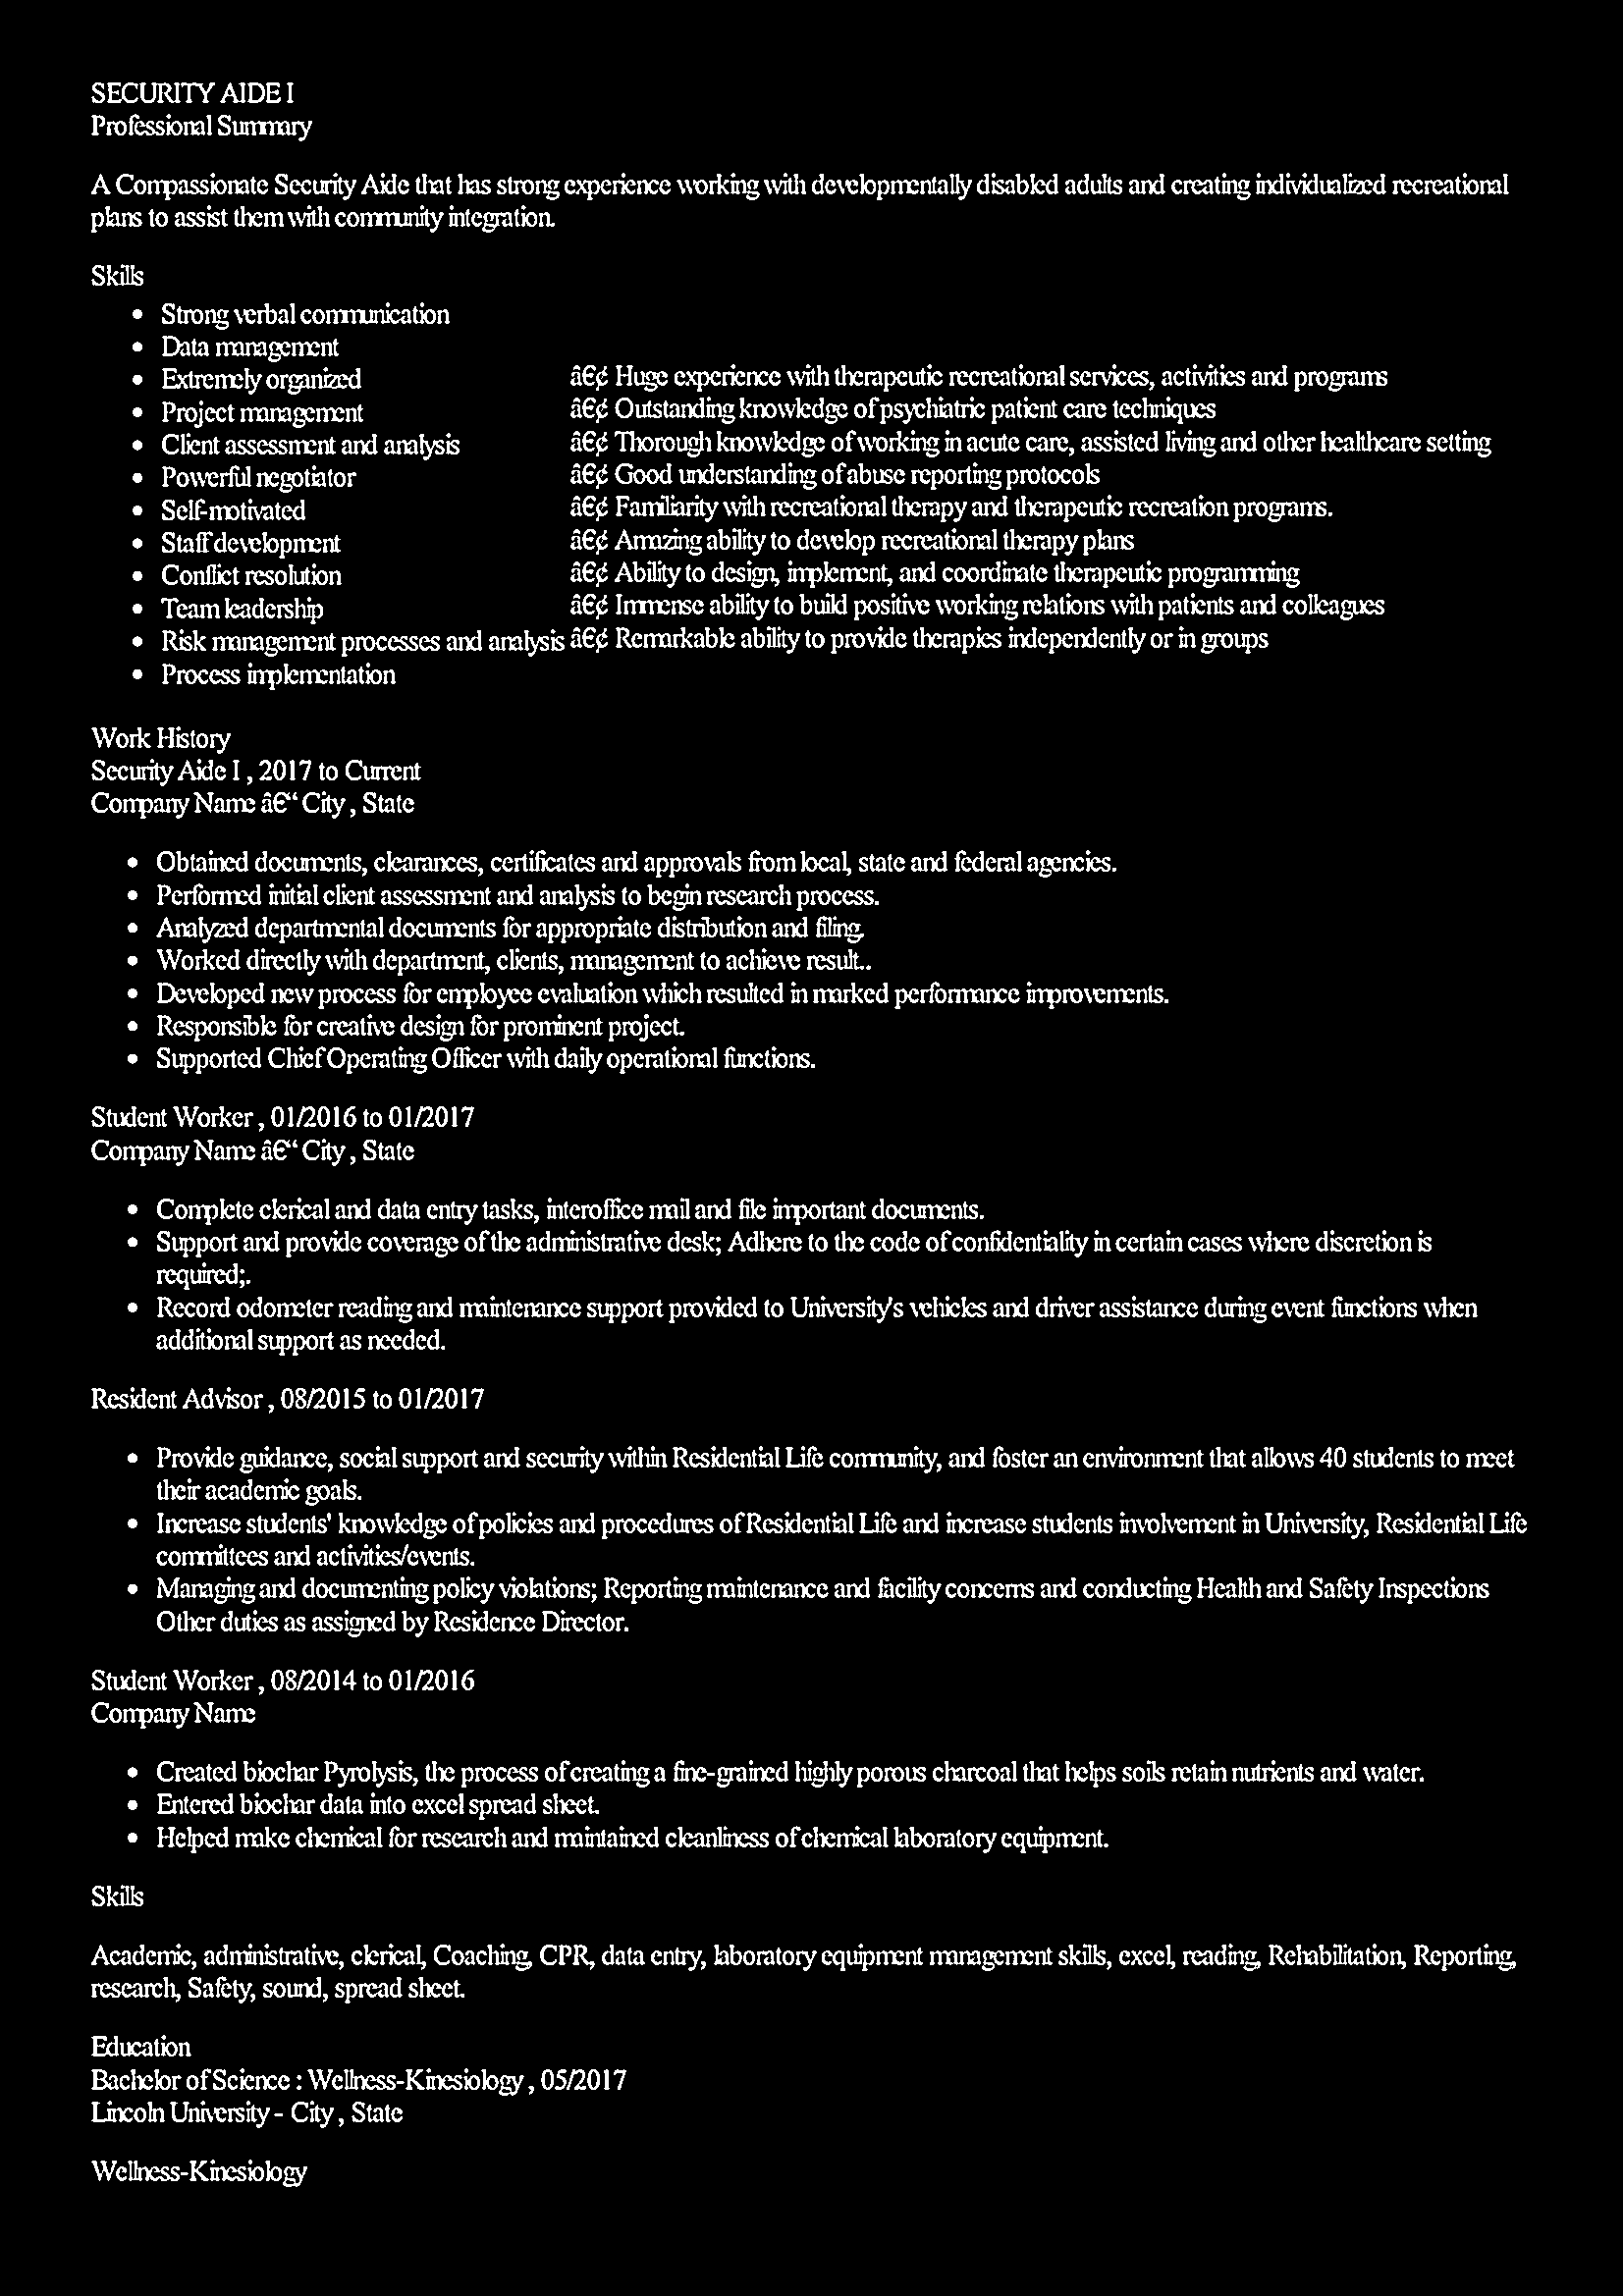 SECURITY AIDE I
Professional Summary
A Compassionate Security Aide that has strong experience working with developmentally disabled adults and creating individualized recreational
plans to assist them with community integration.
Skills
• Strong verbal communication
• Data management
• Extremely organized
• Project management
• Client assessment and analysis
• Powerful negotiator
• Self-motivated
• Staff development
• Conflict resolution
• Team leadership
• Risk management processes and analysis
• Process implementation
â€¢ Huge experience with therapeutic recreational services, activities and programs
â€¢ Outstanding knowledge of psychiatric patient care techniques
â€¢ Thorough knowledge of working in acute care, assisted living and other healthcare setting
â€¢ Good understanding of abuse reporting protocols
â€¢ Familiarity with recreational therapy and therapeutic recreation programs.
â€¢ Amazing ability to develop recreational therapy plans
â€¢ Ability to design, implement, and coordinate therapeutic programming
â€¢ Immense ability to build positive working relations with patients and colleagues
â€¢ Remarkable ability to provide therapies independently or in groups
Work History
Security Aide I , 2017 to Current
Company Name â€“ City , State
• Obtained documents, clearances, certificates and approvals from local, state and federal agencies.
• Performed initial client assessment and analysis to begin research process.
• Analyzed departmental documents for appropriate distribution and filing.
• Worked directly with department, clients, management to achieve result..
• Developed new process for employee evaluation which resulted in marked performance improvements.
• Responsible for creative design for prominent project.
• Supported Chief Operating Officer with daily operational functions.
Student Worker , 01/2016 to 01/2017
Company Name â€“ City , State
• Complete clerical and data entry tasks, interoffice mail and file important documents.
• Support and provide coverage of the administrative desk; Adhere to the code of confidentiality in certain cases where discretion is
required;.
• Record odometer reading and maintenance support provided to University's vehicles and driver assistance during event functions when
additional support as needed.
Resident Advisor , 08/2015 to 01/2017
• Provide guidance, social support and security within Residential Life community, and foster an environment that allows 40 students to meet
their academic goals.
• Increase students' knowledge of policies and procedures of Residential Life and increase students involvement in University, Residential Life
committees and activities/events.
• Managing and documenting policy violations; Reporting maintenance and facility concerns and conducting Health and Safety Inspections
Other duties as assigned by Residence Director.
Student Worker , 08/2014 to 01/2016
Company Name
• Created biochar Pyrolysis, the process of creating a fine-grained highly porous charcoal that helps soils retain nutrients and water.
• Entered biochar data into excel spread sheet.
• Helped make chemical for research and maintained cleanliness of chemical laboratory equipment.
Skills
Academic, administrative, clerical, Coaching, CPR, data entry, laboratory equipment management skills, excel, reading, Rehabilitation, Reporting,
research, Safety, sound, spread sheet.
Education
Bachelor of Science : Wellness-Kinesiology , 05/2017
Lincoln University - City , State
Wellness-Kinesiology